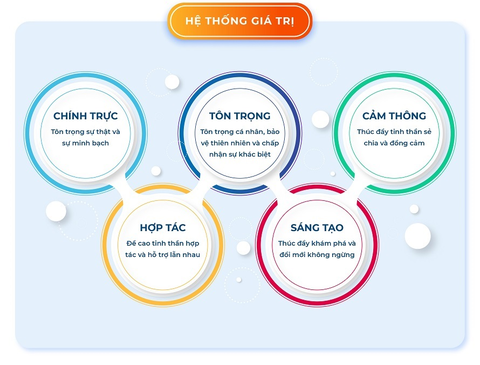 HỆ THỐNG GIÁ TRỊ
CHÍNH TRỰC
Tôn trọng sự thật và
sự minh bạch
TÔN TRỌNG
Tôn trọng cá nhân, bảo
vệ thiên nhiên và chấp
nhận sự khác biệt
CẢM THÔNG
Thúc đẩy tinh thần sẻ
chia và đồng cảm
HỢP TÁC
Đề cao tinh thần hợp
tác và hỗ trợ lẫn nhau
SÁNG TẠO
Thúc đẩy khám phá và
đổi mới không ngừng